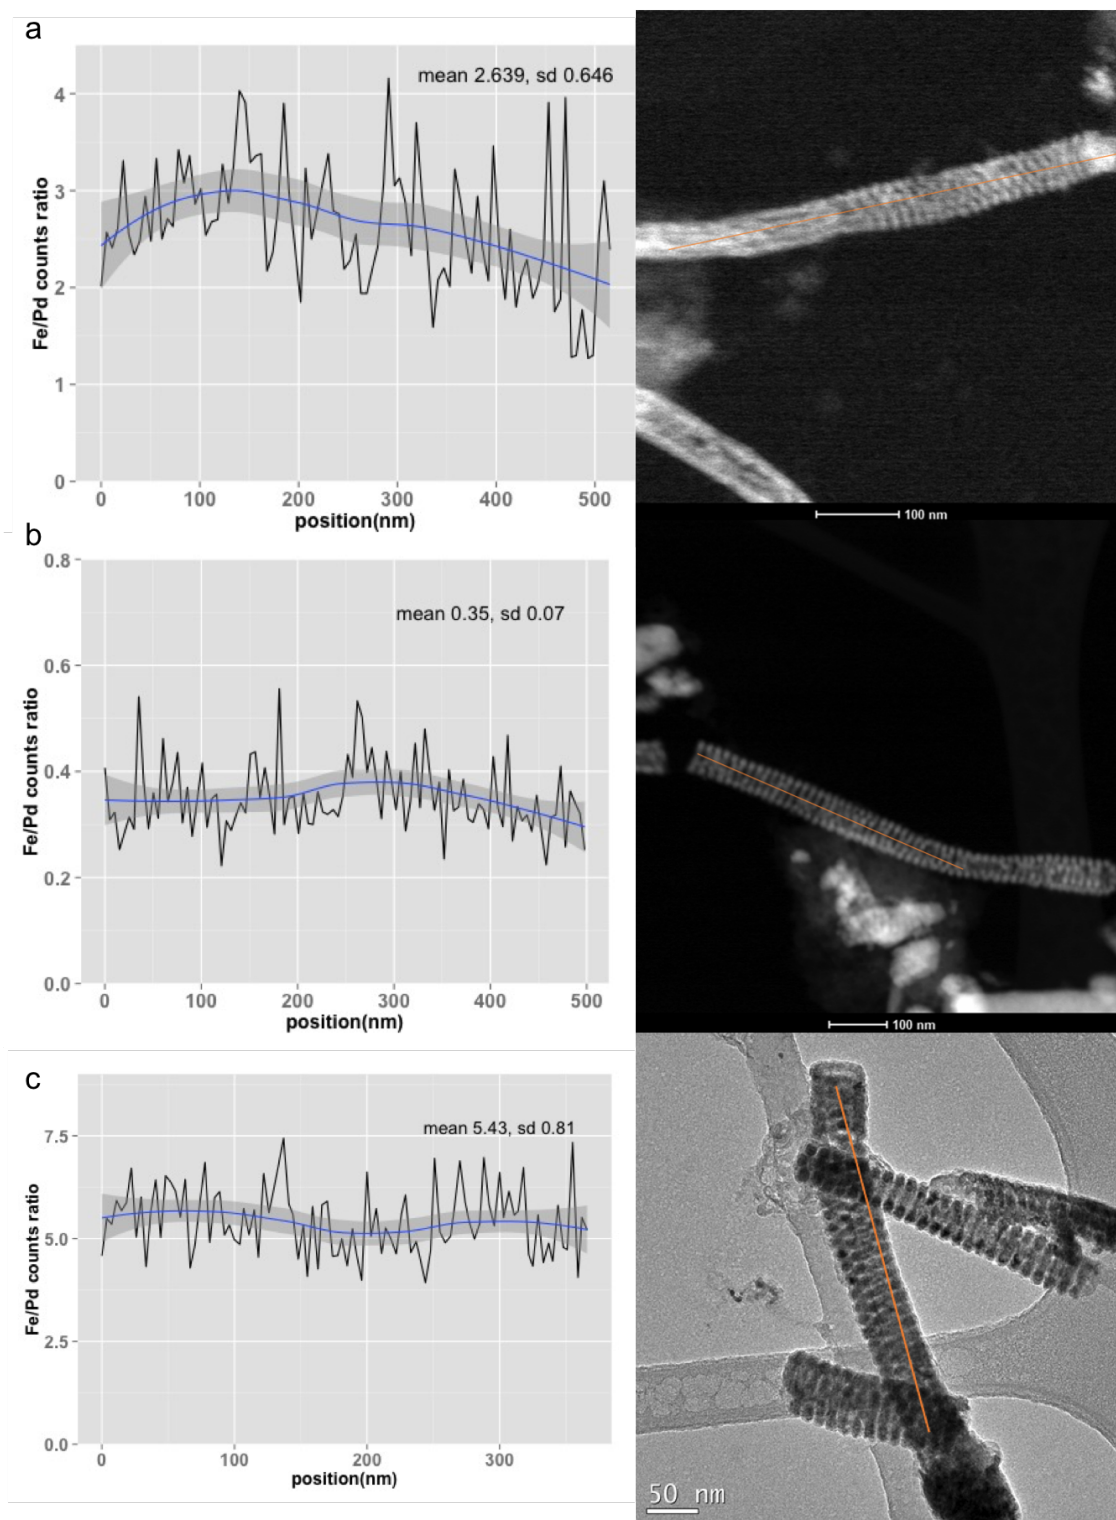 a
mean 2.639, sd 0.646
Fe/Pd counts ratio
4
3
2
1
0
0 100 200 300 400 500
position(nm)
100 nm
b
mean 0.35, sd 0.07
Fe/Pd counts ratio
0.8
0.6
0.4
0.2
0.0
0 100 200 300 400 500
position(nm)
100 nm
c
mean 5.43, sd 0.81
Fe/Pd counts ratio
7.5
5.0
2.5
0.0
0 100 200 300
position(nm)
50 nm